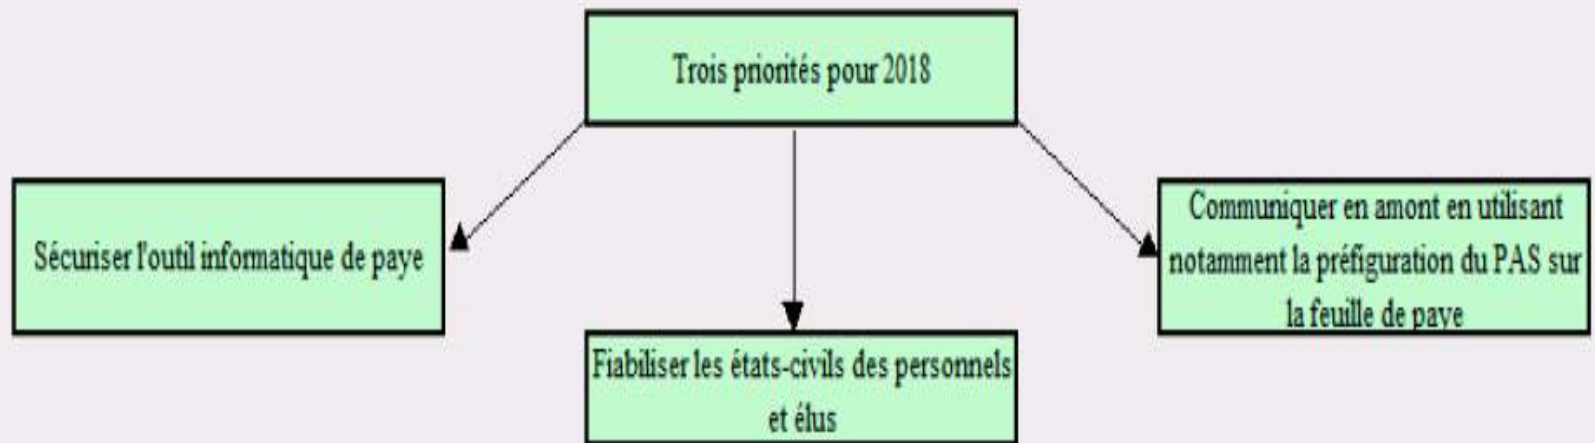 Trois priorités pour 2018
Sécuriser l'outil informatique de paye
Fiabiliser les états-civils des personnels
et élus
Communiquer en amont en utilisant
notamment la préfiguration du PAS sur
la feuille de paye